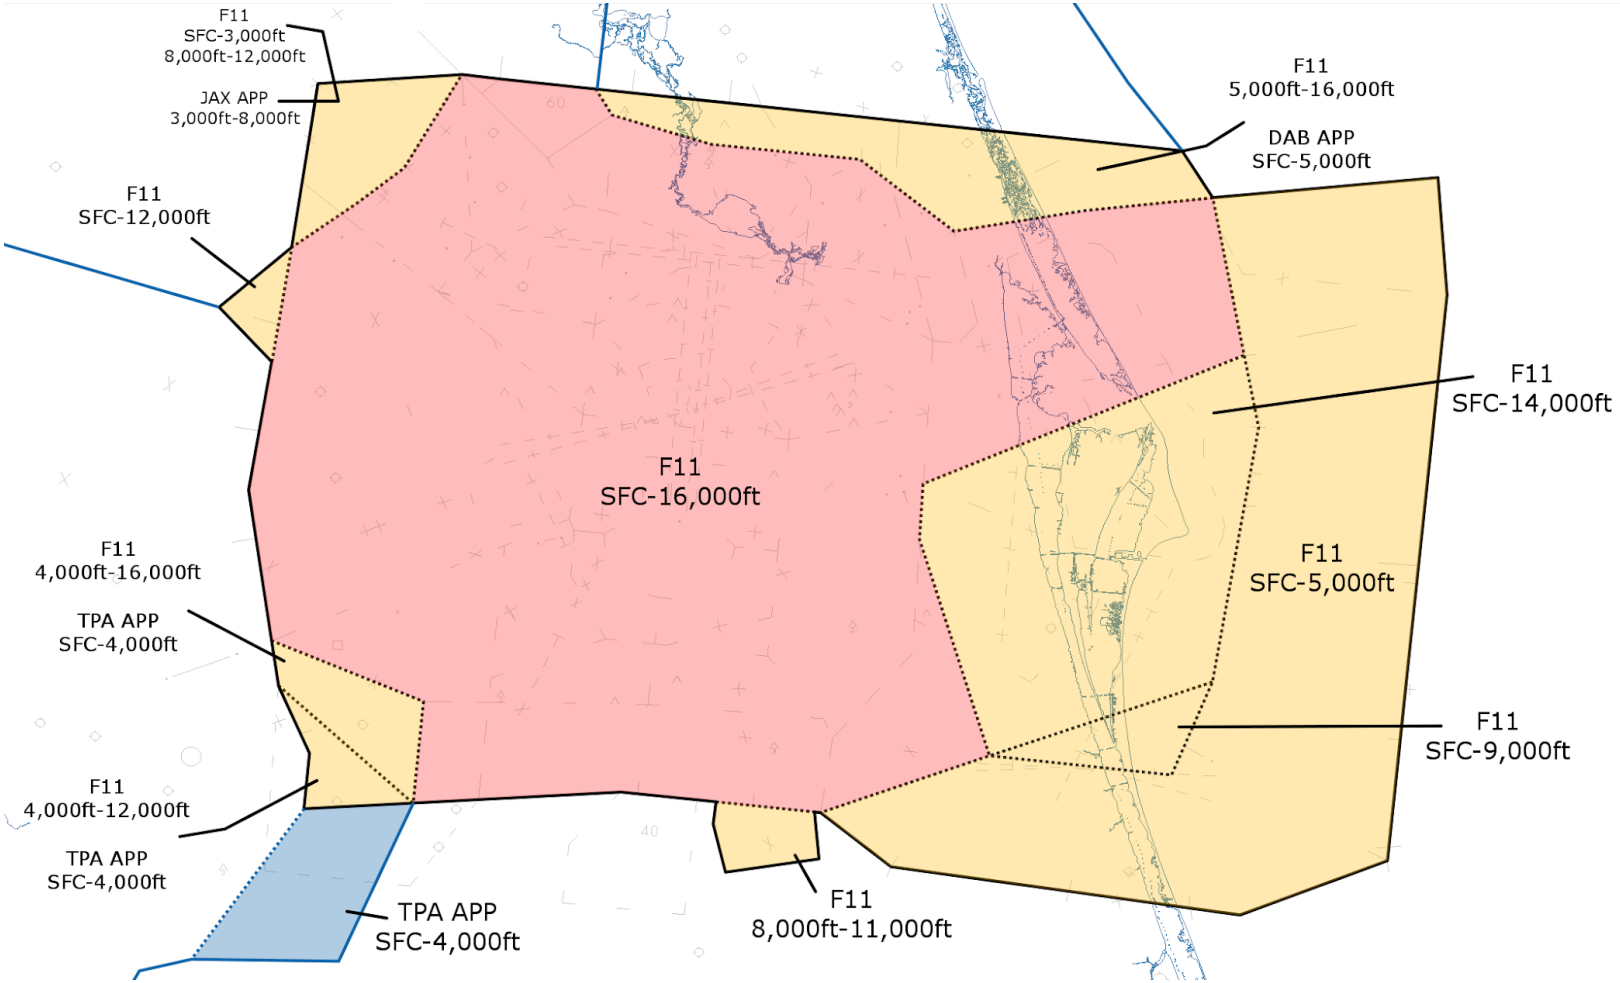 F11
SFC-3,000ft
8,000ft-12,000ft
JAX APP
3,000ft-8,000ft
60
F11
5,000ft-16,000ft
DAB APP
SFC-5,000ft
F11
SFC-12,000ft
F11
SFC-14,000ft
F11
SFC-16,000ft
F11
4,000ft-16,000ft
TPA APP
SFC-4,000ft
F11
SFC-5,000ft
F11
SFC-9,000ft
F11
4,000ft-12,000ft
TPA APP
SFC-4,000ft
40
F11
8,000ft-11,000ft
TPA APP
SFC-4,000ft